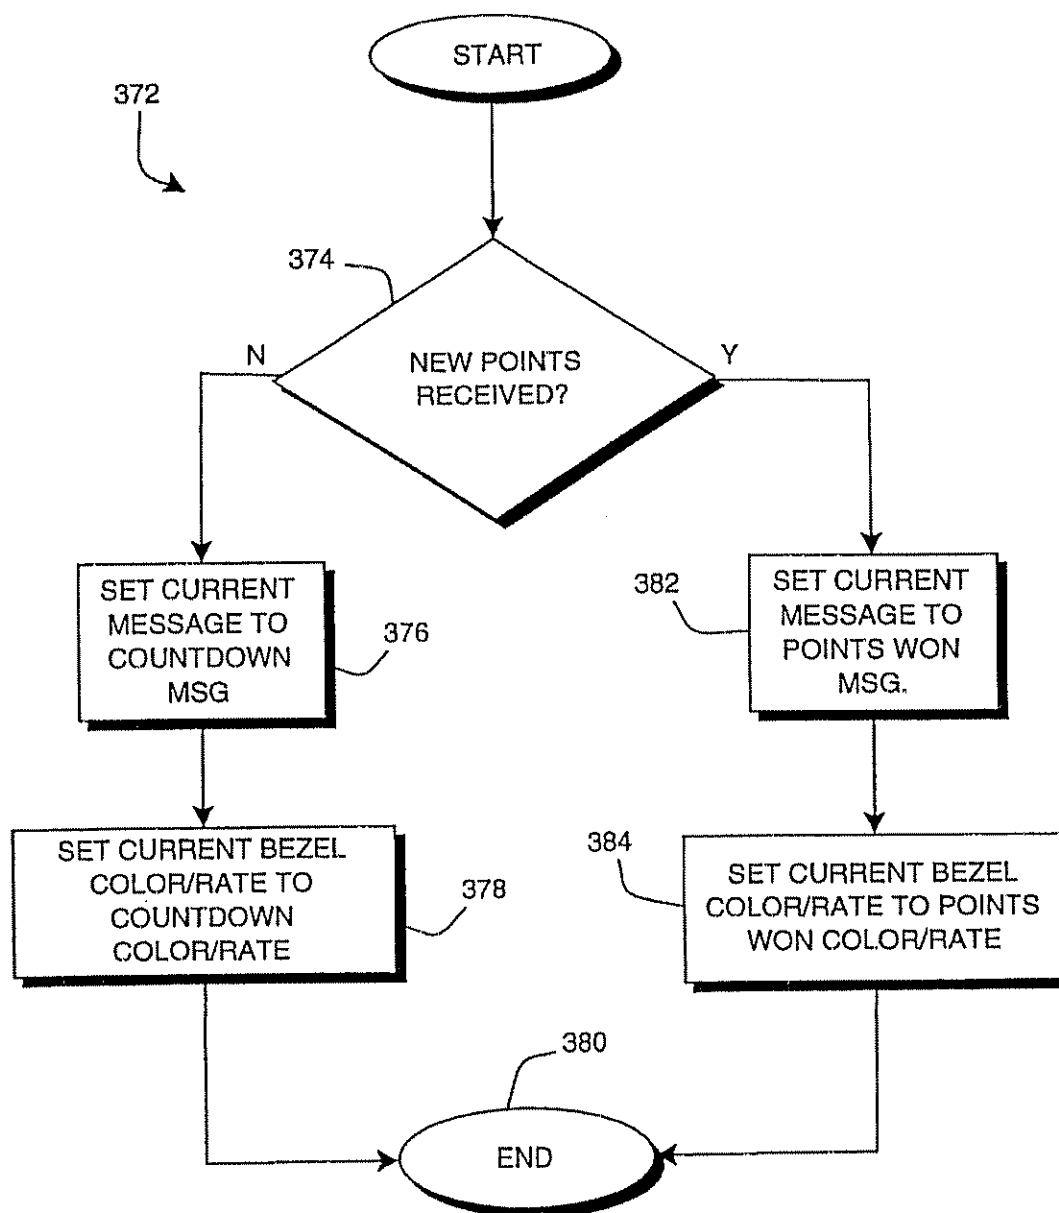 START
372
374
N
NEW POINTS
RECEIVED?
Y
SET CURRENT
MESSAGE TO
COUNTDOWN
MSG
376
382
SET CURRENT
MESSAGE TO
POINTS WON
MSG.
SET CURRENT BEZEL
COLOR/RATE TO
COUNTDOWN
COLOR/RATE
378
384
SET CURRENT BEZEL
COLOR/RATE TO POINTS
WON COLOR/RATE
380
END